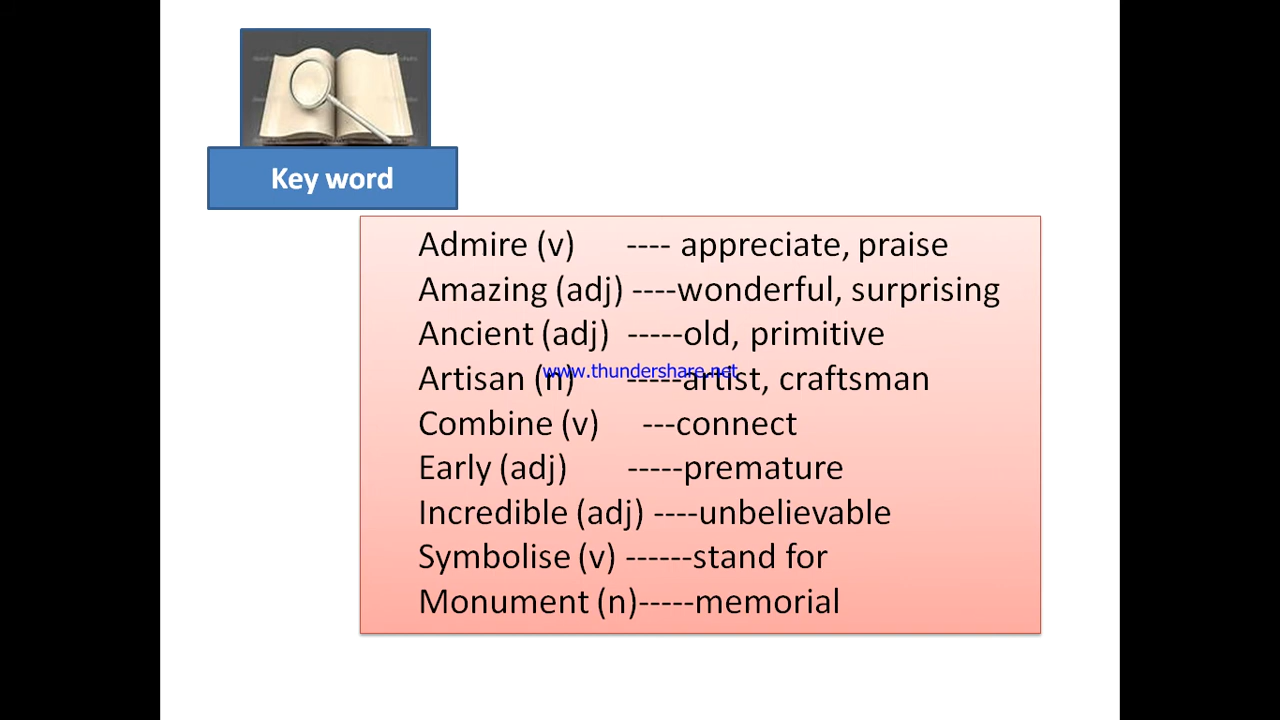 Key word
Admire (v) ---- appreciate, praise
Amazing (adj) ----wonderful, surprising
Ancient (adj) -----old, primitive
www.thundershare.net
Artisan (n) -----artist, craftsman
Combine (v) ---connect
Early (adj) -----premature
Incredible (adj) ----unbelievable
Symbolise (v) ------stand for
Monument (n)-----memorial